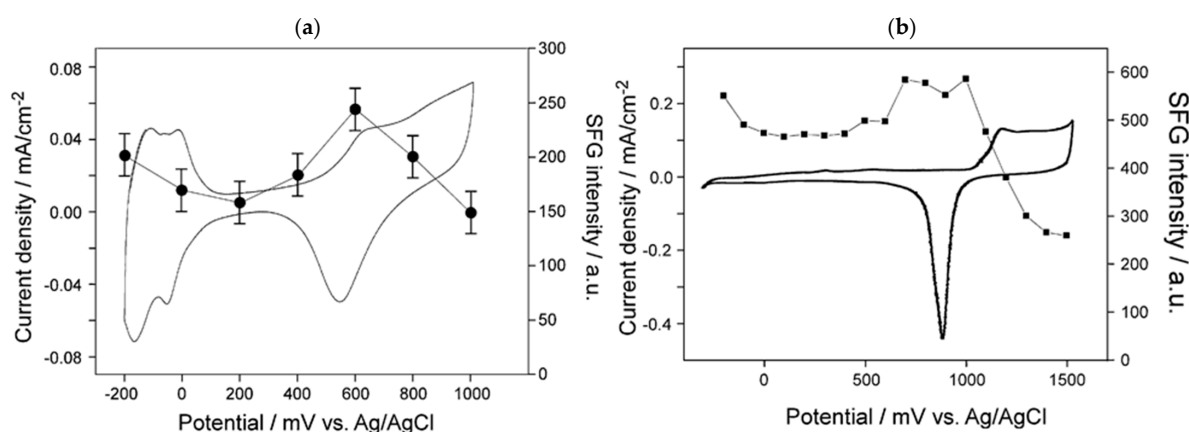 (a)
(b)
0.08
0.04
0.00
-0.04
-0.08
Current density / mA/cm-2
300
250
200
150
100
50
0
SFG intensity / a.u.
-200 0 200 400 600 800 1000
Potential / mV vs. Ag/AgCl
0.2
0.0
-0.2
-0.4
Current density / mA/cm-2
600
500
400
300
200
100
0
SFG intensity / a.u.
0 500 1000 1500
Potential / mV vs. Ag/AgCl